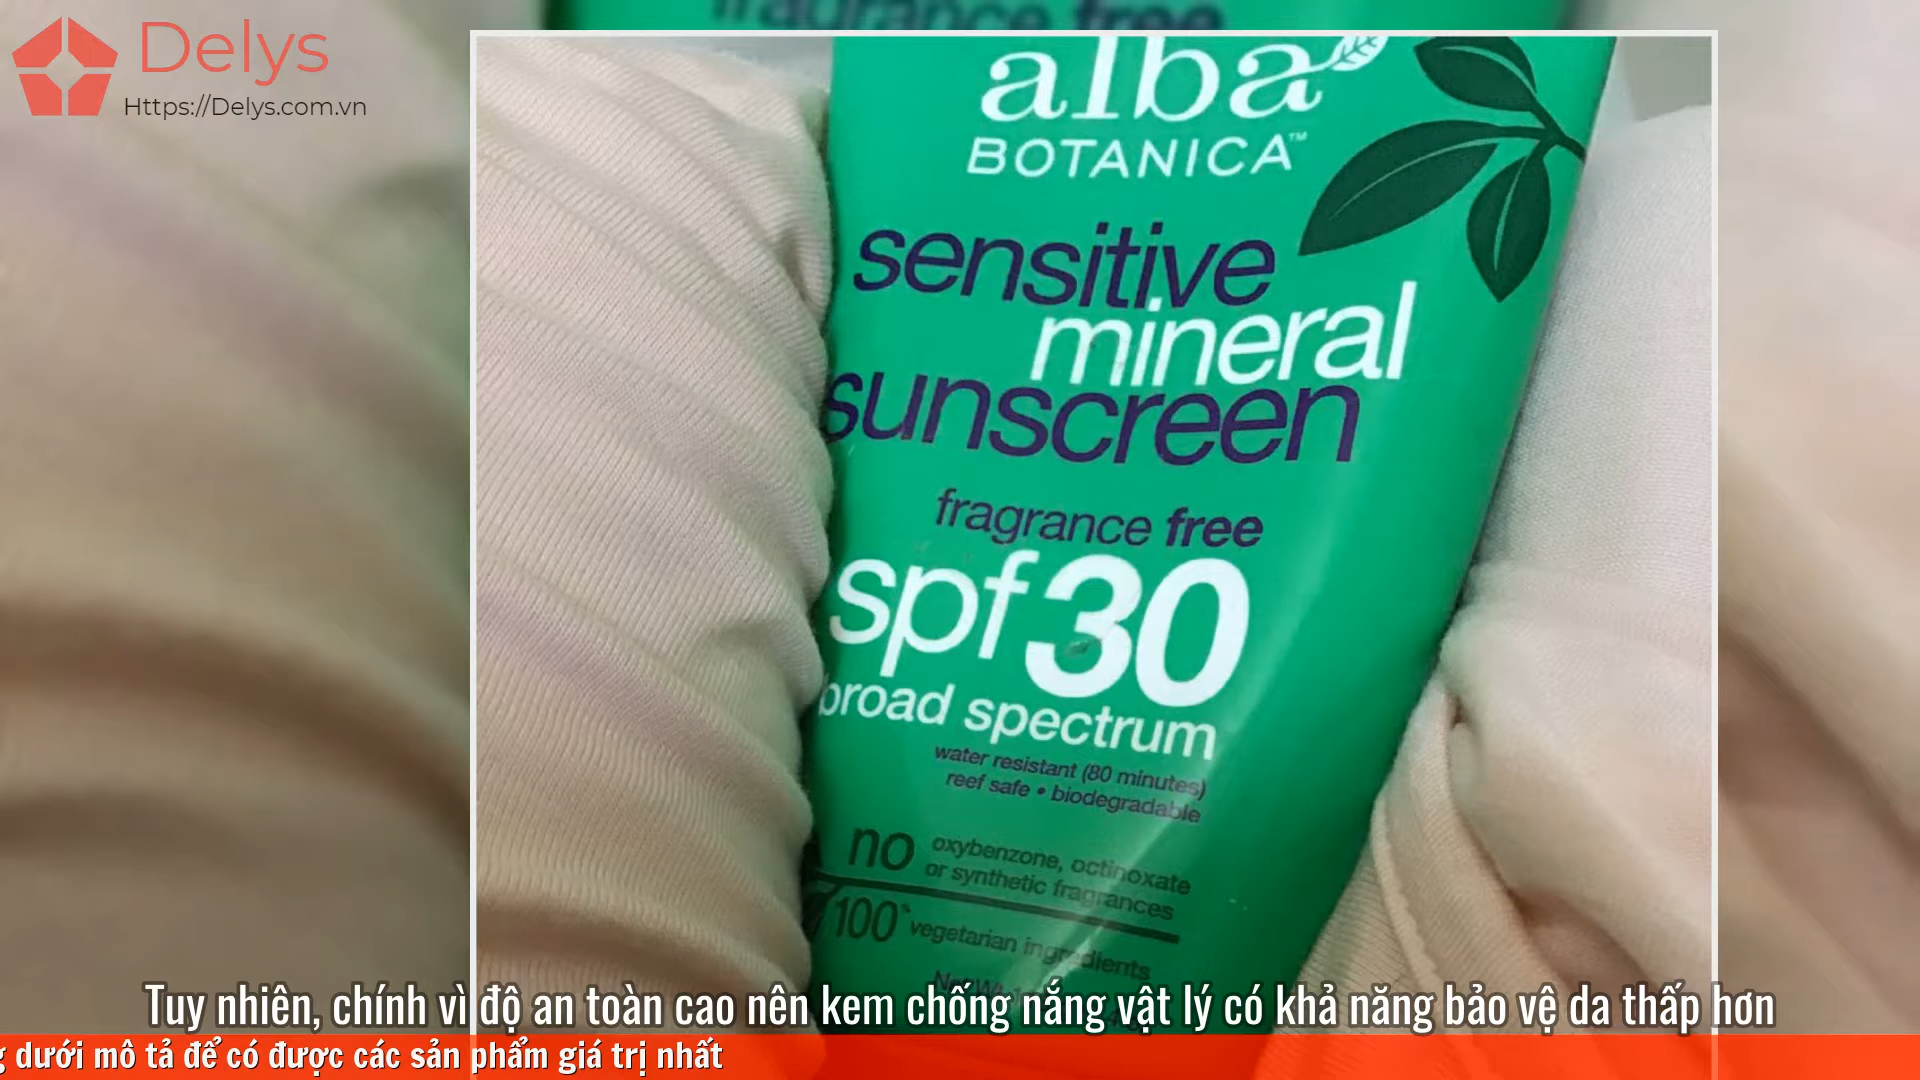 fragrance free
Delys
Https://Delys.com.vn
alba
BOTANICA™
sensitive
mineral
sunscreen
fragrance free
spf 30
broad spectrum
water resistant (80 minutes)
reef safe • biodegradable
no oxybenzone, octinoxate
or synthetic fragrances
100% vegetarian ingredients
Tuy nhiên, chính vì độ an toàn cao nên kem chống nắng vật lý có khả năng bảo vệ da thấp hơn
dưới mô tả để có được các sản phẩm giá trị nhất